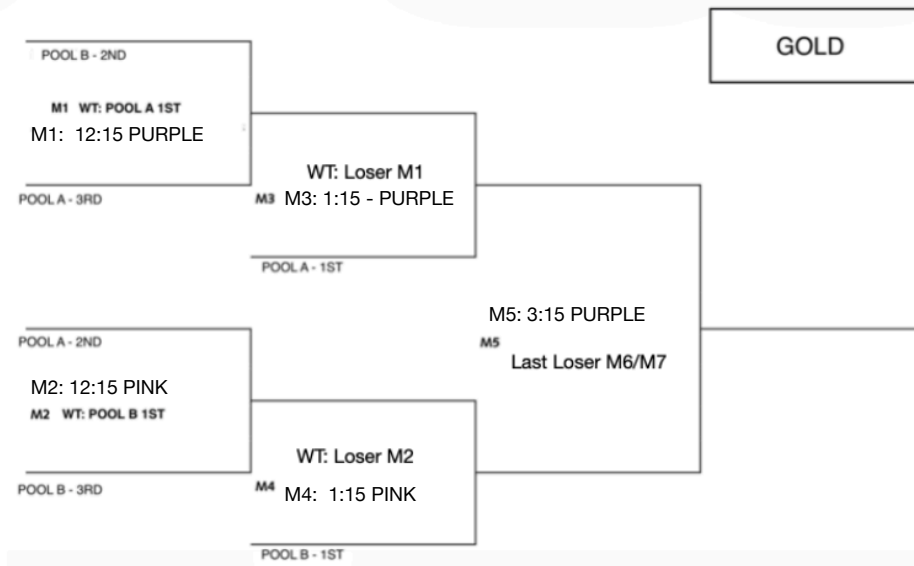 GOLD
POOL B - 2ND
M1 WT: POOL A 1ST
M1: 12:15 PURPLE
POOL A - 3RD
WT: Loser M1
M3 M3: 1:15 - PURPLE
POOL A - 1ST
M5: 3:15 PURPLE
M5
Last Loser M6/M7
POOL A - 2ND
M2: 12:15 PINK
M2 WT: POOL B 1ST
POOL B - 3RD
WT: Loser M2
M4 M4: 1:15 PINK
POOL B - 1ST